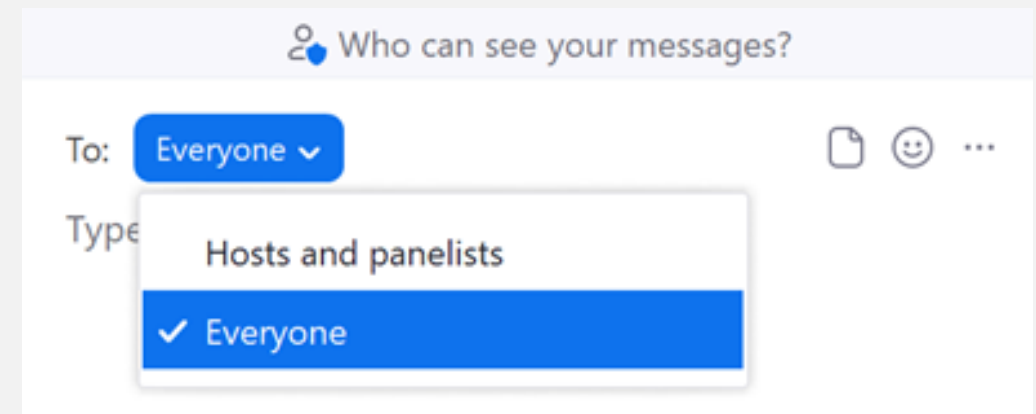 Who can see your messages?
To: Everyone
Type
Hosts and panelists
Everyone